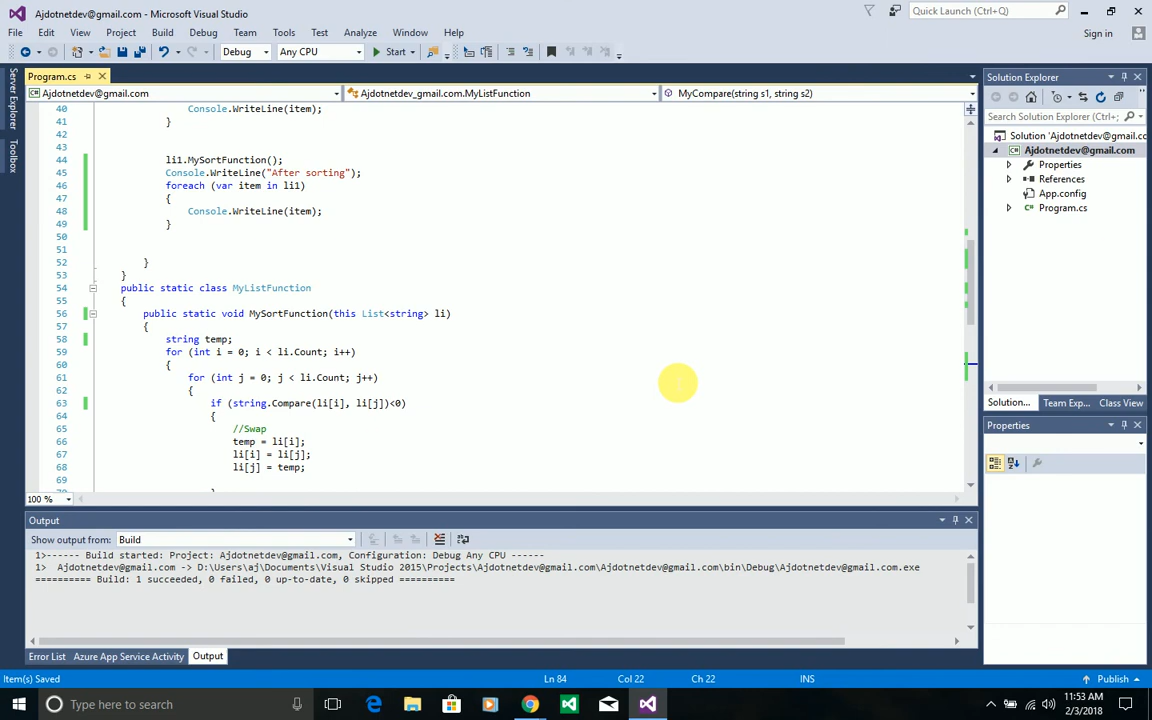 Ajdotnetdev@gmail.com - Microsoft Visual Studio
Quick Launch (Ctrl+Q)
File Edit View Project Build Debug Team Tools Test Analyze Window Help
Sign in
Debug
Any CPU
Start
Server Explorer
Toolbox
Program.cs
Ajdotnetdev@gmail.com
Ajdotnetdev_gmail.com.MyListFunction
MyCompare(string s1, string s2)
40 Console.WriteLine(item);
41 }
42
43
44 li1.MySortFunction();
45 Console.WriteLine("After sorting");
46 foreach (var item in li1)
47 {
48 Console.WriteLine(item);
49 }
50
51
52 }
53 }
54 public static class MyListFunction
55 {
56 public static void MySortFunction(this List<string> li)
57 {
58 string temp;
59 for (int i = 0; i < li.Count; i++)
60 {
61 for (int j = 0; j < li.Count; j++)
62 {
63 if (string.Compare(li[i], li[j])<0)
64 {
65 //Swap
66 temp = li[i];
67 li[i] = li[j];
68 li[j] = temp;
69
100 %
Solution Explorer
Search Solution Explorer (Ctrl+;)
Solution 'Ajdotnetdev@gmail.co
Ajdotnetdev@gmail.com
Properties
References
App.config
Program.cs
Solution... Team Exp... Class View
Properties
Output
Show output from: Build
1>------ Build started: Project: Ajdotnetdev@gmail.com, Configuration: Debug Any CPU ------
1> Ajdotnetdev@gmail.com -> D:\Users\aj\Documents\Visual Studio 2015\Projects\Ajdotnetdev@gmail.com\Ajdotnetdev@gmail.com\bin\Debug\Ajdotnetdev@gmail.com.exe
========== Build: 1 succeeded, 0 failed, 0 up-to-date, 0 skipped ==========
Error List Azure App Service Activity Output
Item(s) Saved
Ln 84 Col 22 Ch 22 INS
Publish
Type here to search
11:53 AM
2/3/2018